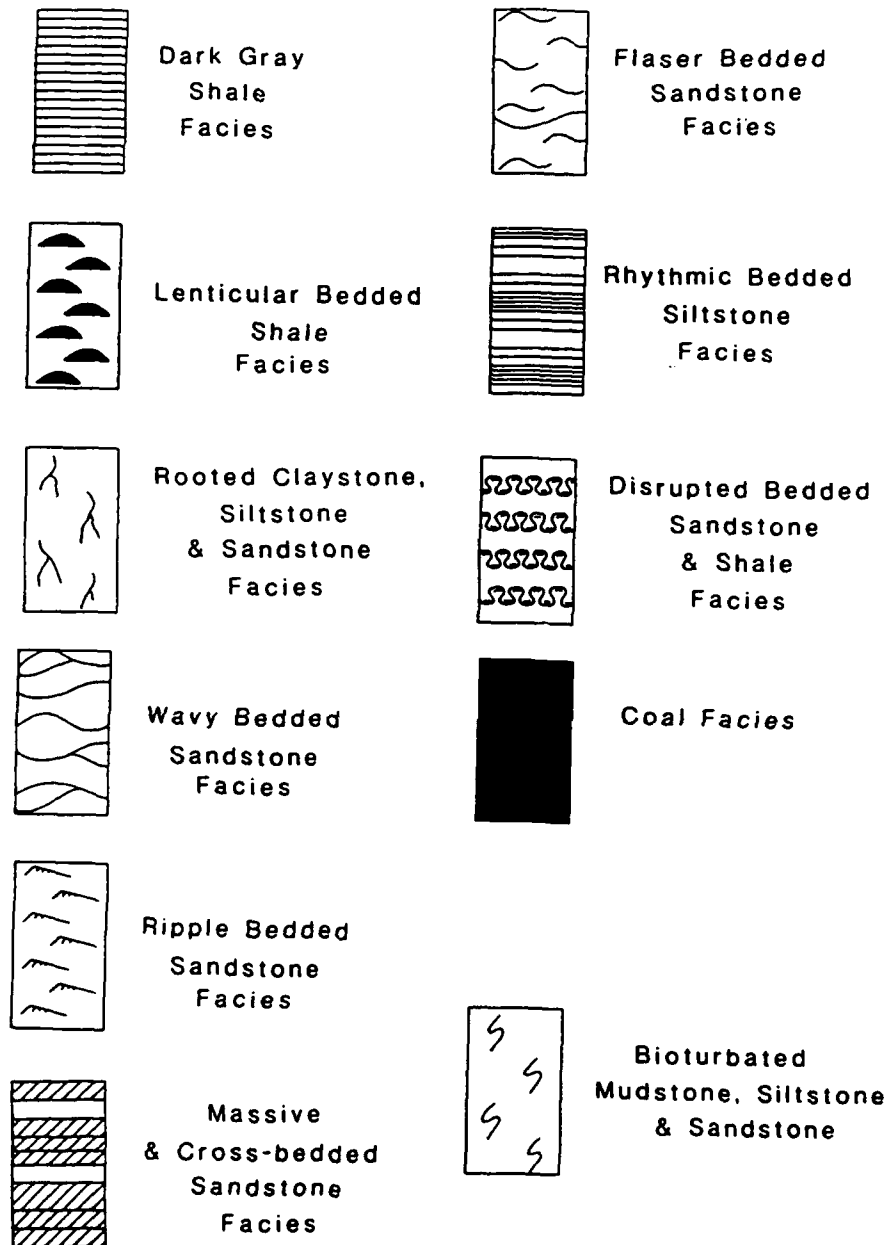 Dark Gray
Shale
Facies
Lenticular Bedded
Shale
Facies
Rooted Claystone,
Siltstone
& Sandstone
Facies
Wavy Bedded
Sandstone
Facies
Ripple Bedded
Sandstone
Facies
Massive
& Cross-bedded
Sandstone
Facies
Flaser Bedded
Sandstone
Facies
Rhythmic Bedded
Siltstone
Facies
Disrupted Bedded
Sandstone
& Shale
Facies
Coal Facies
Bioturbated
Mudstone, Siltstone
& Sandstone